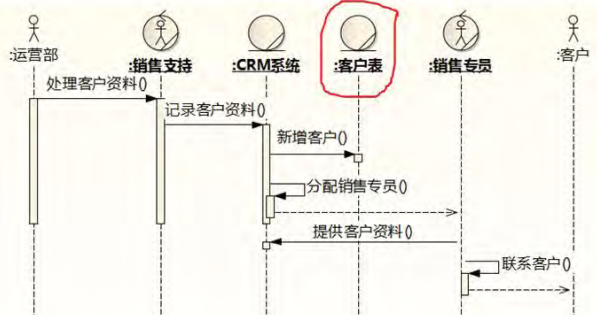 :运营部
:销售支持
:CRM系统
:客户表
:销售专员
:客户
处理客户资料()
记录客户资料()
新增客户()
分配销售专员()
提供客户资料()
联系客户()